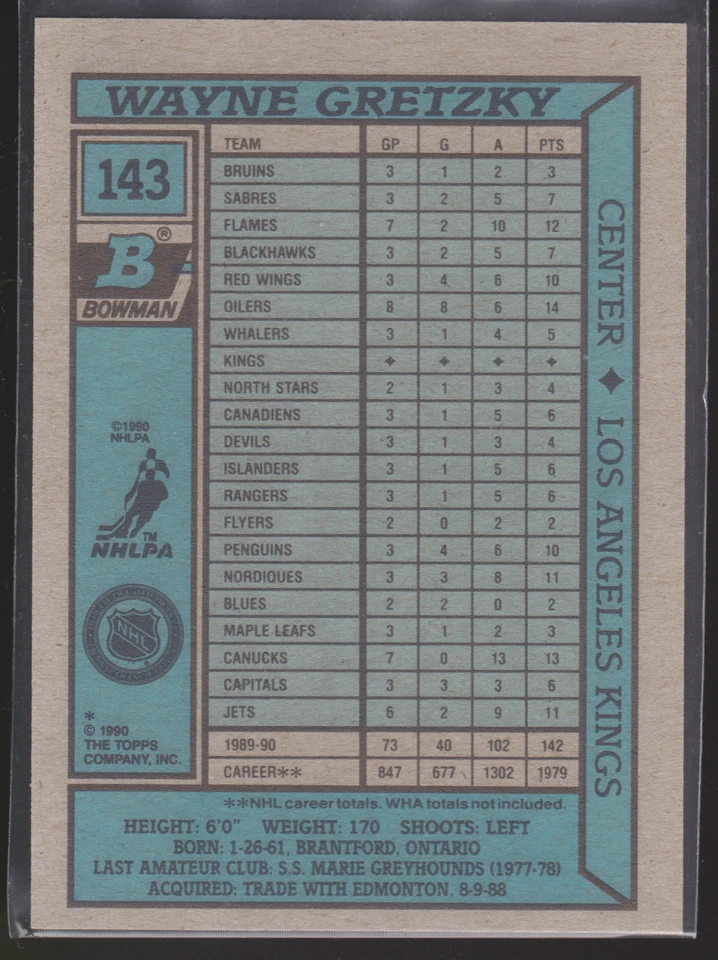 WAYNE GRETZKY
143
B®
BOWMAN
©1990
NHLPA
TM
NHLPA
NHL
*
© 1990
THE TOPPS
COMPANY, INC.
TEAM GP G A PTS
BRUINS 3 1 2 3
SABRES 3 2 5 7
FLAMES 7 2 10 12
BLACKHAWKS 3 2 5 7
RED WINGS 3 4 6 10
OILERS 8 8 6 14
WHALERS 3 1 4 5
KINGS ✦ ✦ ✦ ✦
NORTH STARS 2 1 3 4
CANADIENS 3 1 5 6
DEVILS 3 1 3 4
ISLANDERS 3 1 5 6
RANGERS 3 1 5 6
FLYERS 2 0 2 2
PENGUINS 3 4 6 10
NORDIQUES 3 3 8 11
BLUES 2 2 0 2
MAPLE LEAFS 3 1 2 3
CANUCKS 7 0 13 13
CAPITALS 3 3 3 6
JETS 6 2 9 11
1989-90 73 40 102 142
CAREER** 847 677 1302 1979
CENTER ✦ LOS ANGELES KINGS
**NHL career totals. WHA totals not included.
HEIGHT: 6'0" WEIGHT: 170 SHOOTS: LEFT
BORN: 1-26-61, BRANTFORD, ONTARIO
LAST AMATEUR CLUB: S.S. MARIE GREYHOUNDS (1977-78)
ACQUIRED: TRADE WITH EDMONTON, 8-9-88